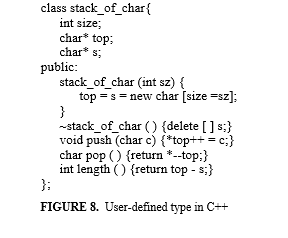 class stack_of_char{
int size;
char* top;
char* s;
public:
stack_of_char (int sz) {
top = s = new char [size =sz];
}
~stack_of_char ( ) {delete [ ] s;}
void push (char c) {*top++ = c;}
char pop ( ) {return *--top;}
int length ( ) {return top - s;}
};
FIGURE 8. User-defined type in C++